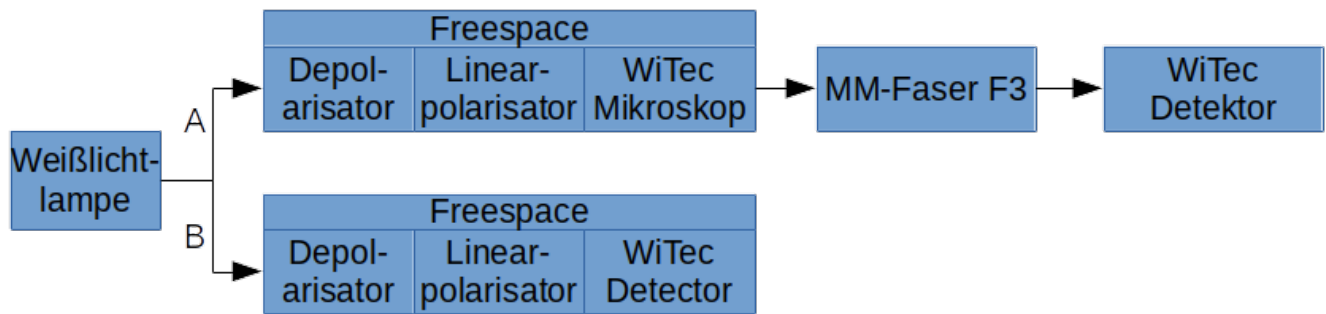 Weißlicht-
lampe
A
B
Freespace
Depol-
arisator
Linear-
polarisator
WiTec
Mikroskop
MM-Faser F3
WiTec
Detektor
Freespace
Depol-
arisator
Linear-
polarisator
WiTec
Detector